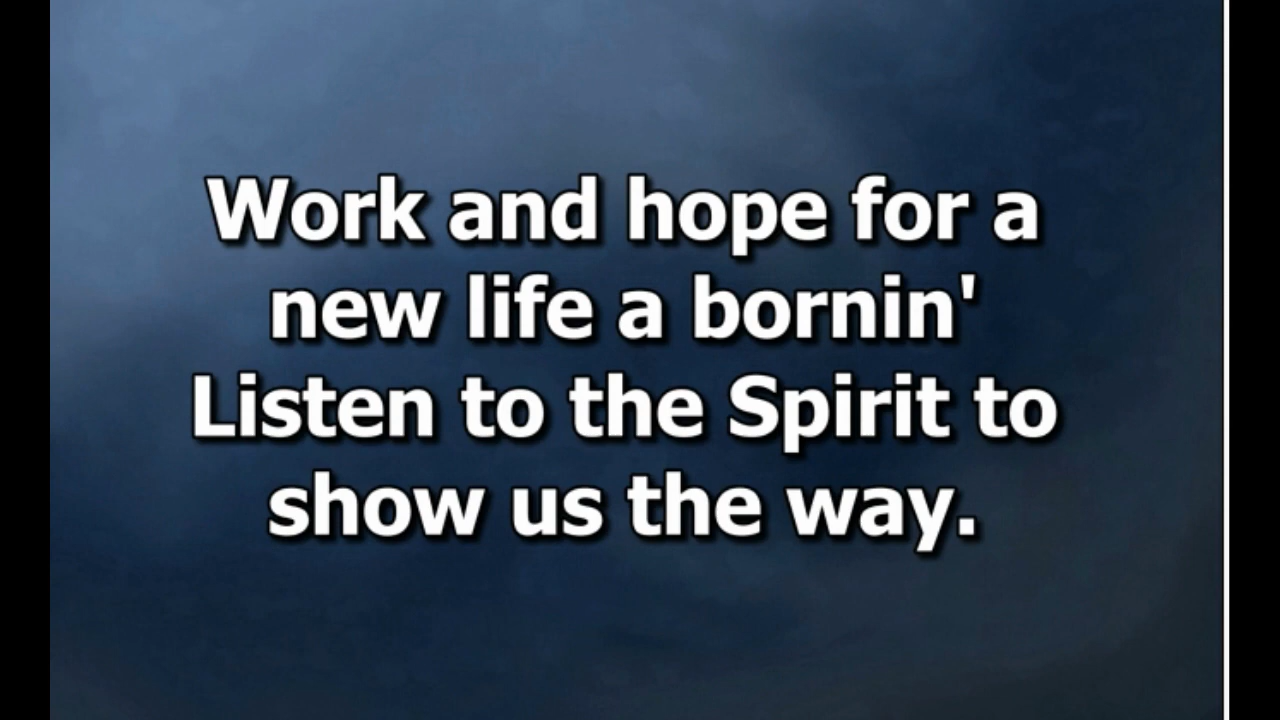 Work and hope for a
new life a bornin'
Listen to the Spirit to
show us the way.